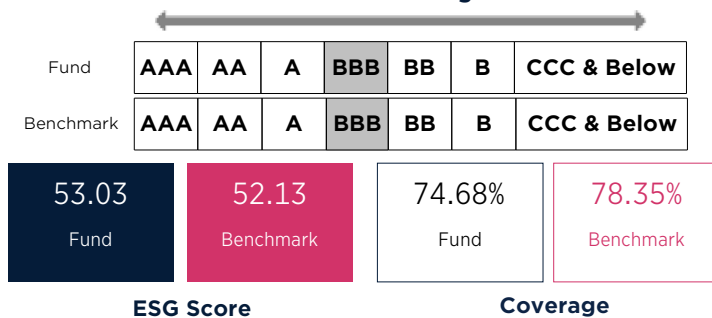 Fund AAA AA A BBB BB B CCC & Below
Benchmark AAA AA A BBB BB B CCC & Below
53.03 52.13 74.68% 78.35%
Fund Benchmark Fund Benchmark
ESG Score Coverage